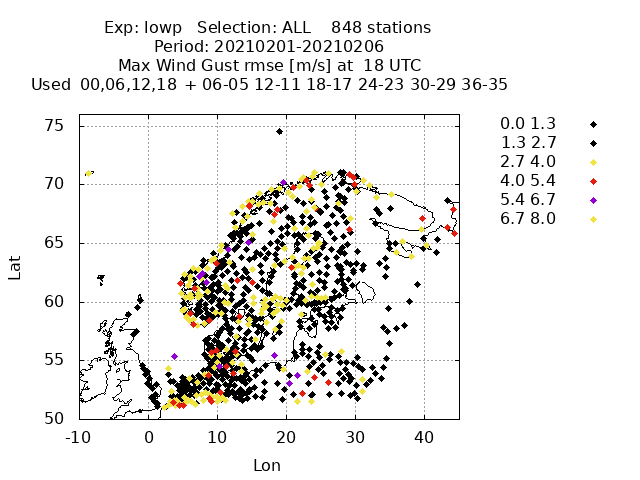 Exp: lowp   Selection: ALL    848 stations
Period: 20210201-20210206
Max Wind Gust rmse [m/s] at  18 UTC
Used  00,06,12,18  + 06-05 12-11 18-17 24-23 30-29 36-35
0.0 1.3
1.3 2.7
2.7 4.0
4.0 5.4
5.4 6.7
6.7 8.0
75
70
65
60
55
50
Lat
-10 0 10 20 30 40
Lon